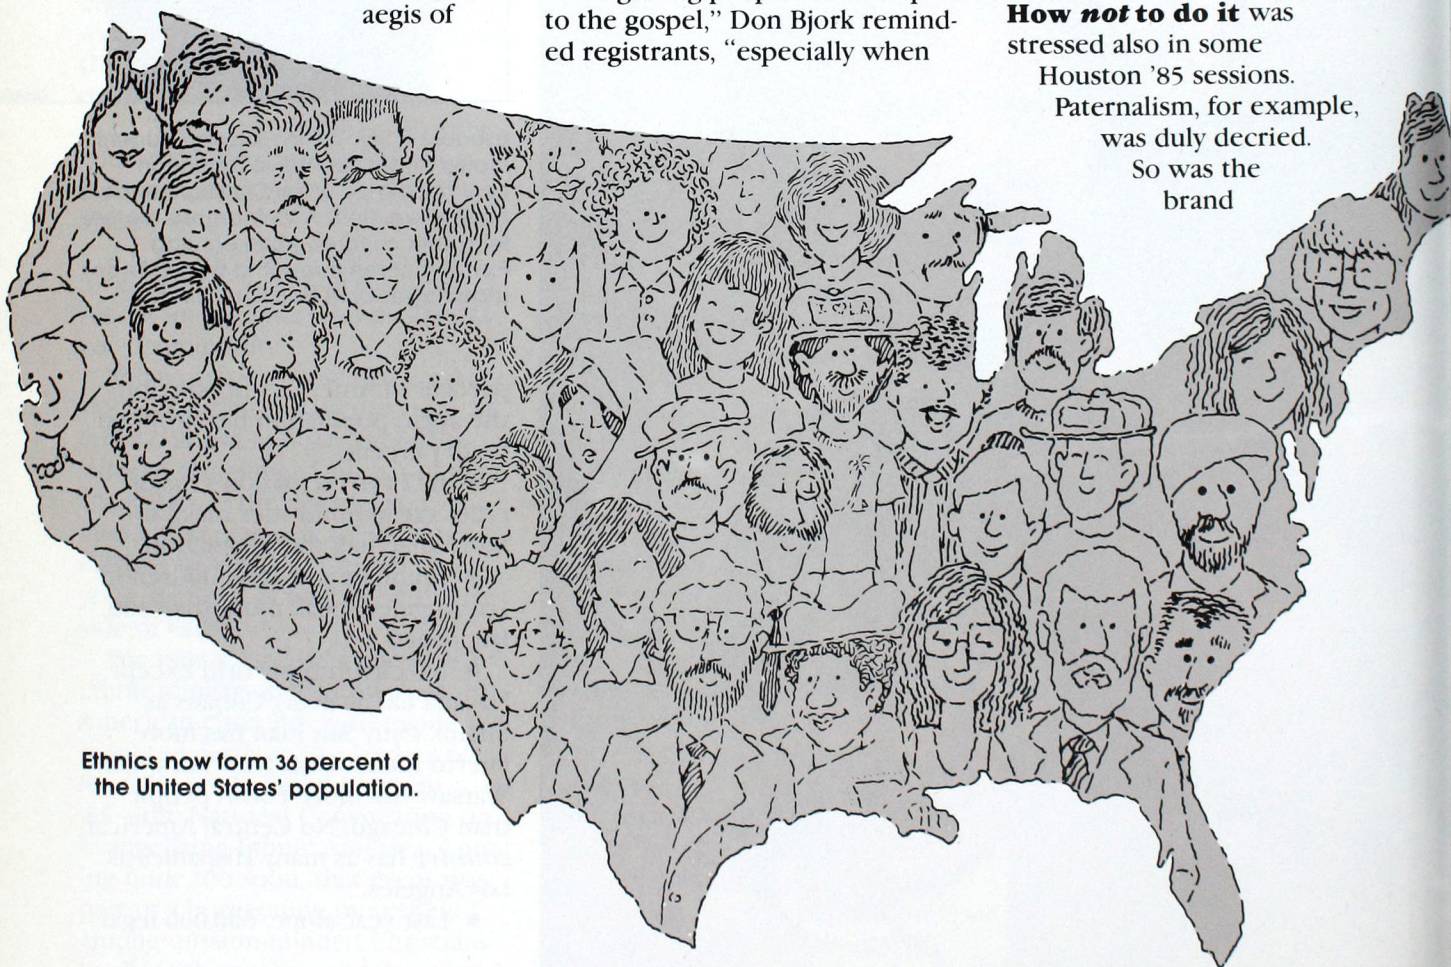 aegis of
to the gospel,” Don Bjork remind-
ed registrants, “especially when
How not to do it was
stressed also in some
Houston ’85 sessions.
Paternalism, for example,
was duly decried.
So was the
brand
Ethnics now form 36 percent of
the United States’ population.